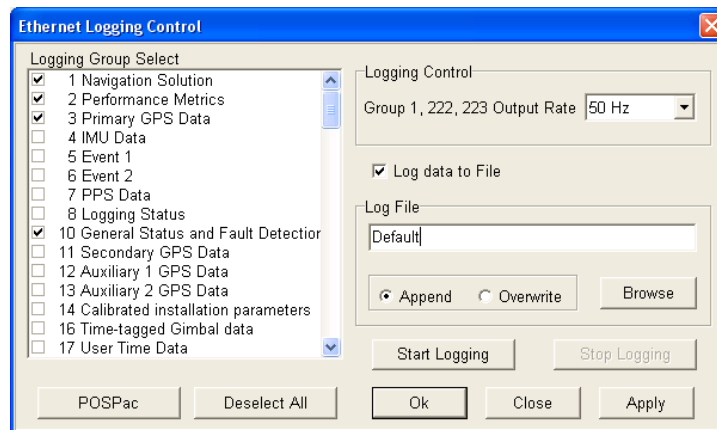 Ethernet Logging Control
Logging Group Select
1 Navigation Solution
2 Performance Metrics
3 Primary GPS Data
4 IMU Data
5 Event 1
6 Event 2
7 PPS Data
8 Logging Status
10 General Status and Fault Detection
11 Secondary GPS Data
12 Auxiliary 1 GPS Data
13 Auxiliary 2 GPS Data
14 Calibrated installation parameters
16 Time-tagged Gimbal data
17 User Time Data
POSPac
Deselect All
Logging Control
Group 1, 222, 223 Output Rate 50 Hz
Log data to File
Log File
Default
Append Overwrite Browse
Start Logging Stop Logging
Ok Close Apply